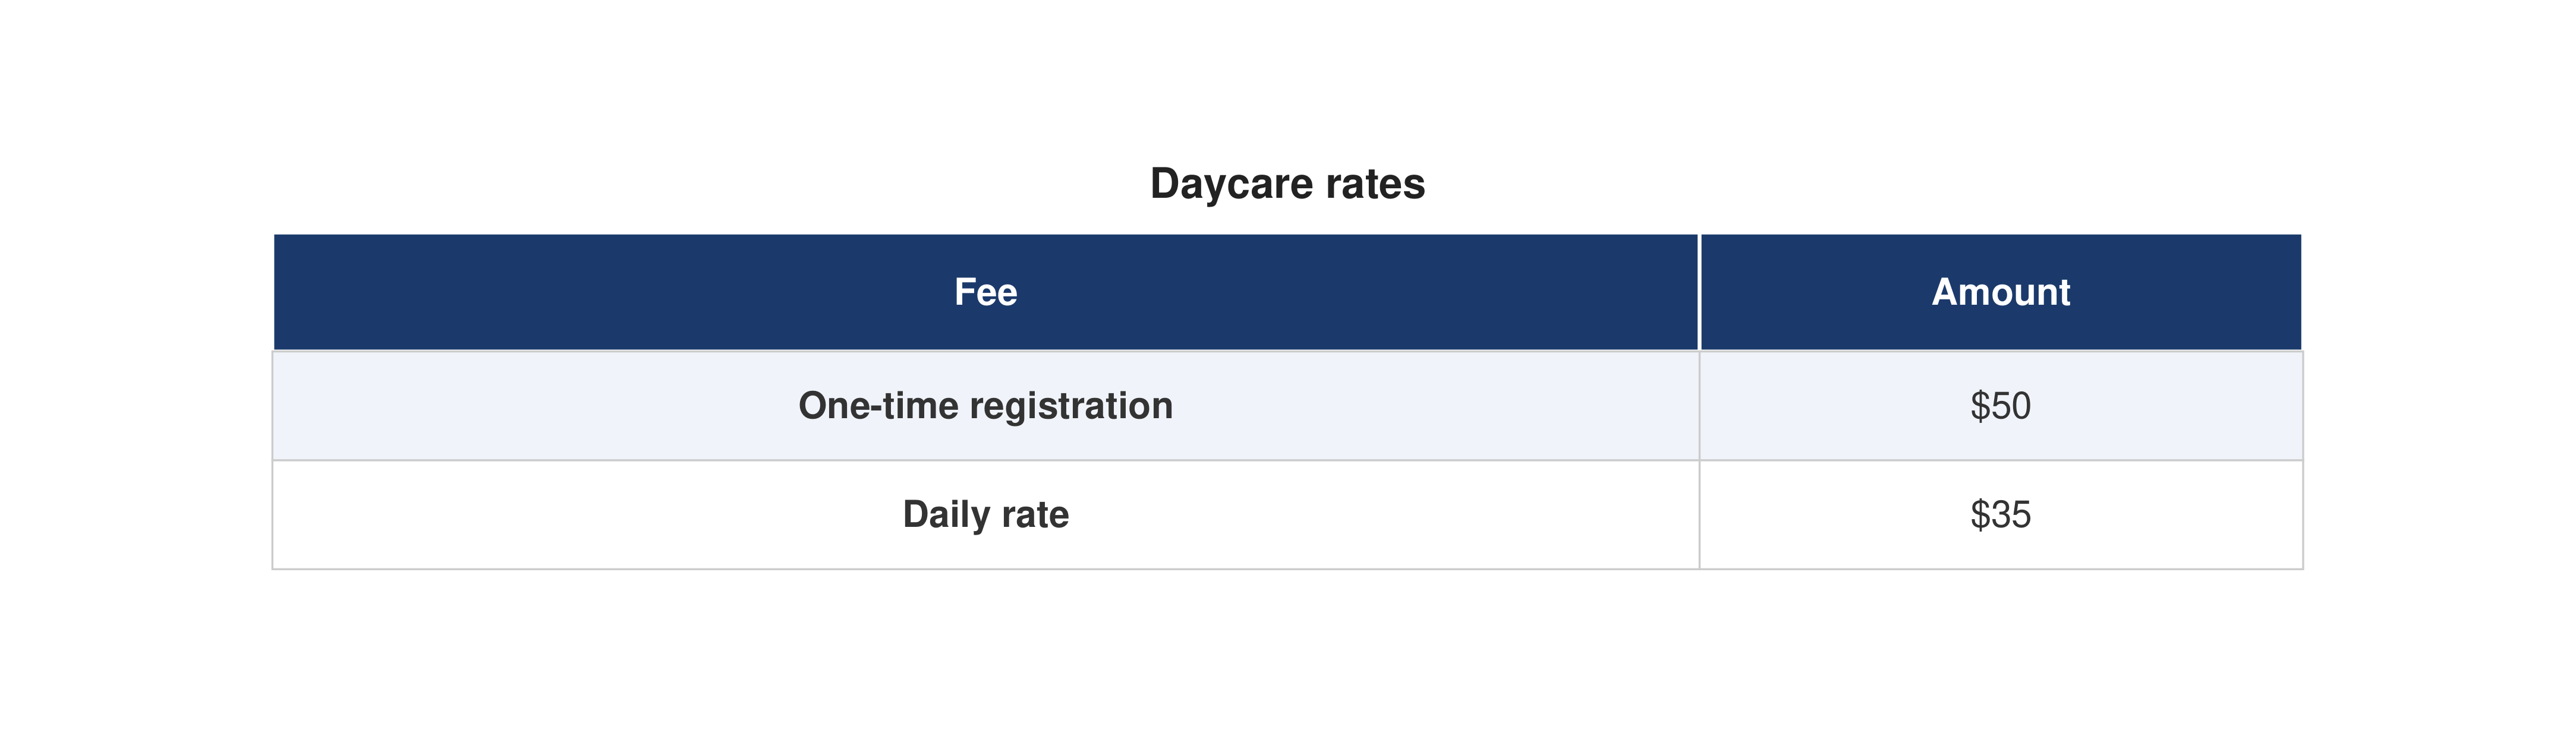 Daycare rates
Fee Amount
One-time registration $50
Daily rate $35